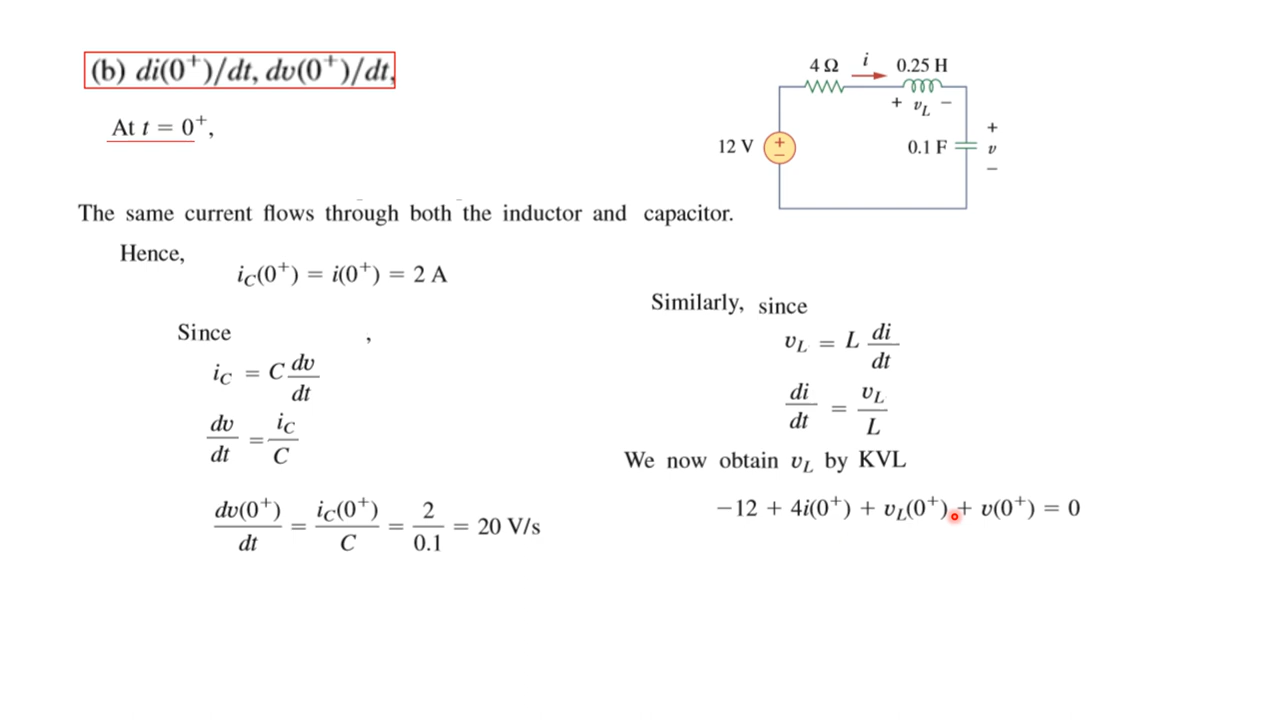 (b) di(0⁺)/dt, dv(0⁺)/dt,
At t = 0⁺,
4 Ω i 0.25 H
+ v_L −
12 V + −
0.1 F + v −
The same current flows through both the inductor and capacitor.
Hence,
i_C(0⁺) = i(0⁺) = 2 A
Since ,
i_C = C dv/dt
dv/dt = i_C/C
dv(0⁺)/dt = i_C(0⁺)/C = 2/0.1 = 20 V/s
Similarly, since
v_L = L di/dt
di/dt = v_L/L
We now obtain v_L by KVL
−12 + 4i(0⁺) + v_L(0⁺) + v(0⁺) = 0